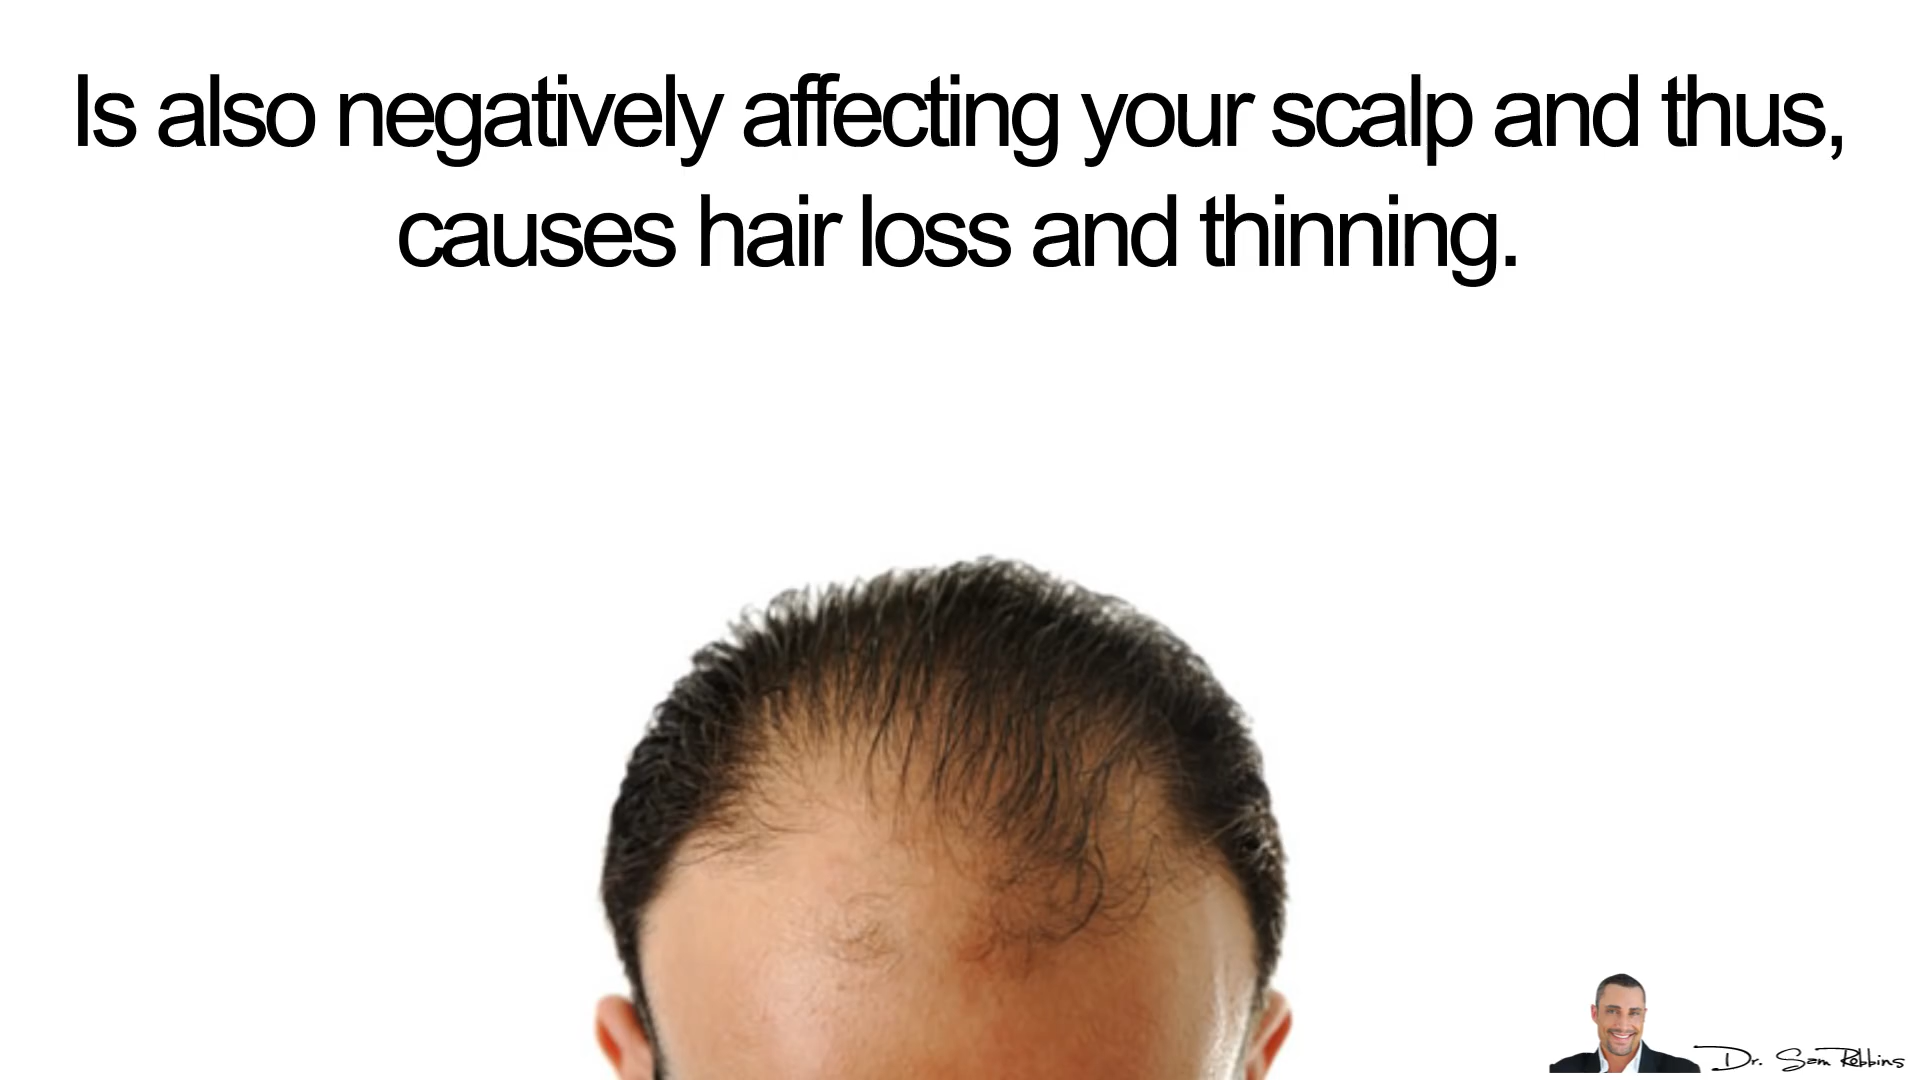 Is also negatively affecting your scalp and thus,
causes hair loss and thinning.
Dr. Sam Robbins